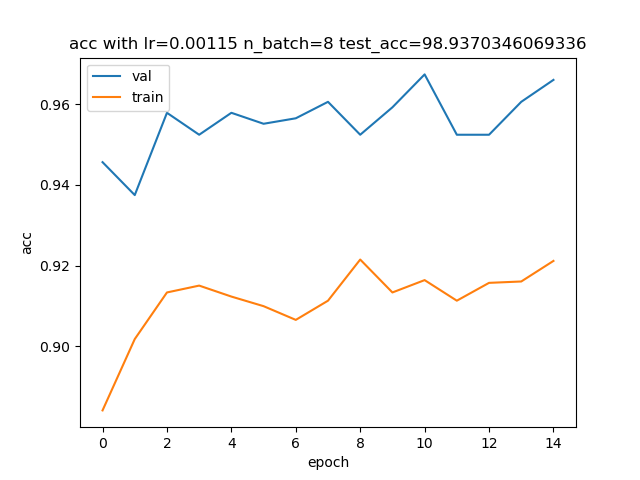 acc with lr=0.00115 n_batch=8 test_acc=98.9370346069336
val
train
0.96
0.94
0.92
0.90
acc
0 2 4 6 8 10 12 14
epoch